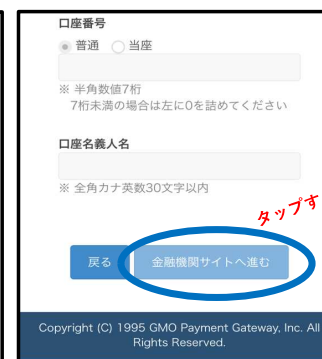 口座番号
普通 当座
※ 半角数値7桁
7桁未満の場合は左に0を詰めてください
口座名義人名
※ 全角カナ英数30文字以内
タップす
戻る 金融機関サイトへ進む
Copyright (C) 1995 GMO Payment Gateway, Inc. All
Rights Reserved.